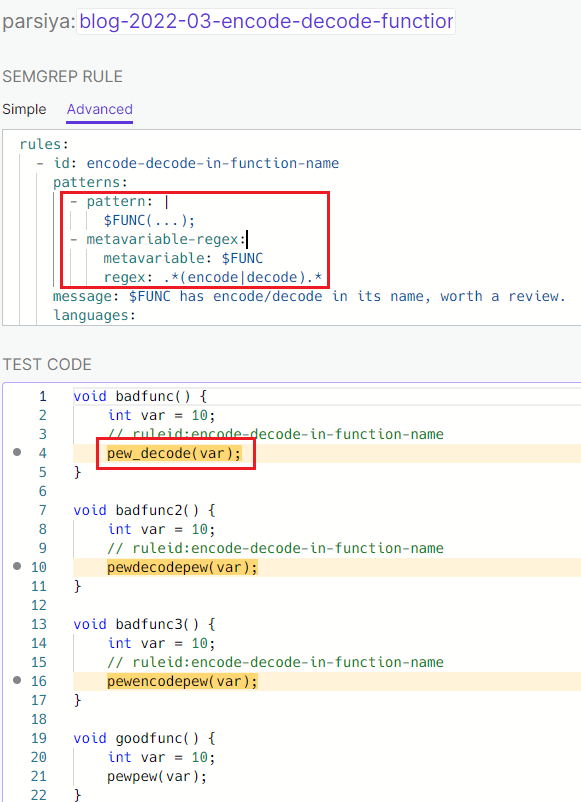 parsiya: blog-2022-03-encode-decode-function
SEMGREP RULE
Simple Advanced
rules:
- id: encode-decode-in-function-name
patterns:
- pattern: |
$FUNC(...);
- metavariable-regex:
metavariable: $FUNC
regex: .*(encode|decode).*
message: $FUNC has encode/decode in its name, worth a review.
languages:
TEST CODE
1 void badfunc() {
2 int var = 10;
3 // ruleid:encode-decode-in-function-name
4 pew_decode(var);
5 }
6
7 void badfunc2() {
8 int var = 10;
9 // ruleid:encode-decode-in-function-name
10 pewdecodepew(var);
11 }
12
13 void badfunc3() {
14 int var = 10;
15 // ruleid:encode-decode-in-function-name
16 pewencodepew(var);
17 }
18
19 void goodfunc() {
20 int var = 10;
21 pewpew(var);
22 }